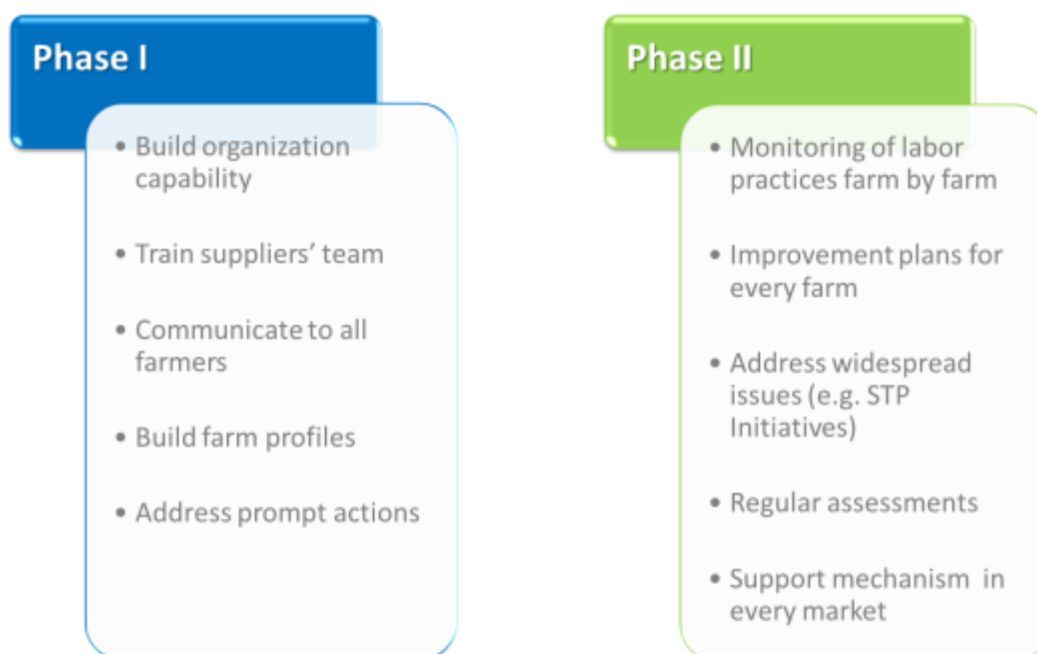 Phase I
• Build organization
capability
• Train suppliers’ team
• Communicate to all
farmers
• Build farm profiles
• Address prompt actions
Phase II
• Monitoring of labor
practices farm by farm
• Improvement plans for
every farm
• Address widespread
issues (e.g. STP
Initiatives)
• Regular assessments
• Support mechanism in
every market